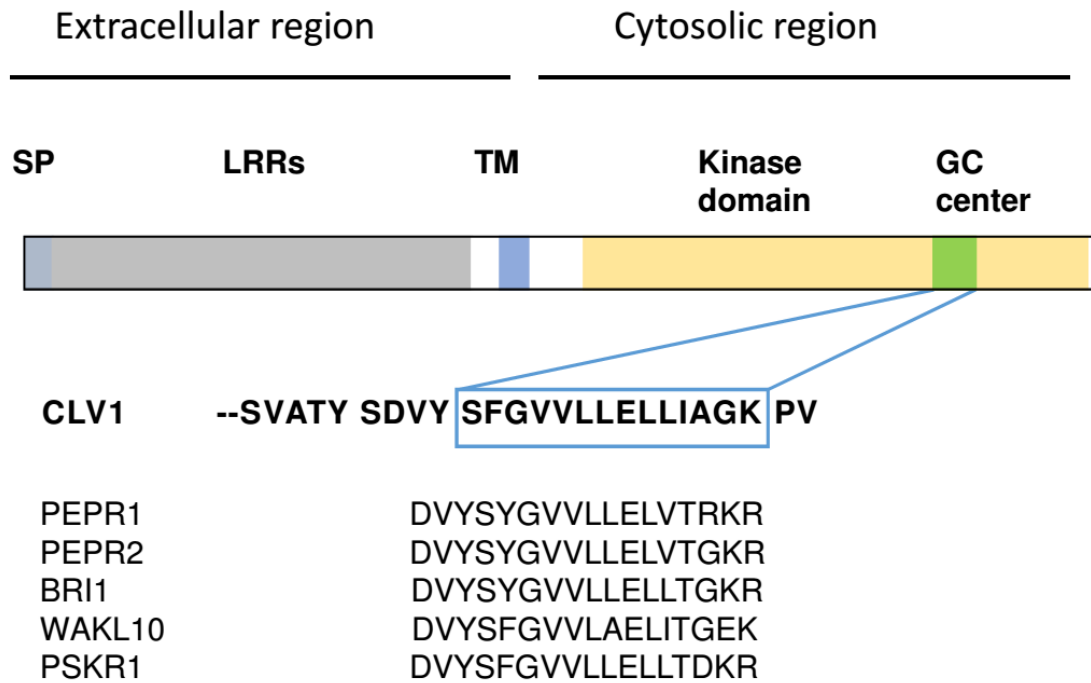 Extracellular region Cytosolic region
SP LRRs TM Kinase domain GC center
CLV1 --SVATY SDVY SFGVVLLELLIAGK PV
PEPR1 DVYSYGVVLLELVTRKR
PEPR2 DVYSYGVVLLELVTGKR
BRI1 DVYSYGVVLLELLTGKR
WAKL10 DVYSFGVVLAELITGEK
PSKR1 DVYSFGVVLLELLTDKR